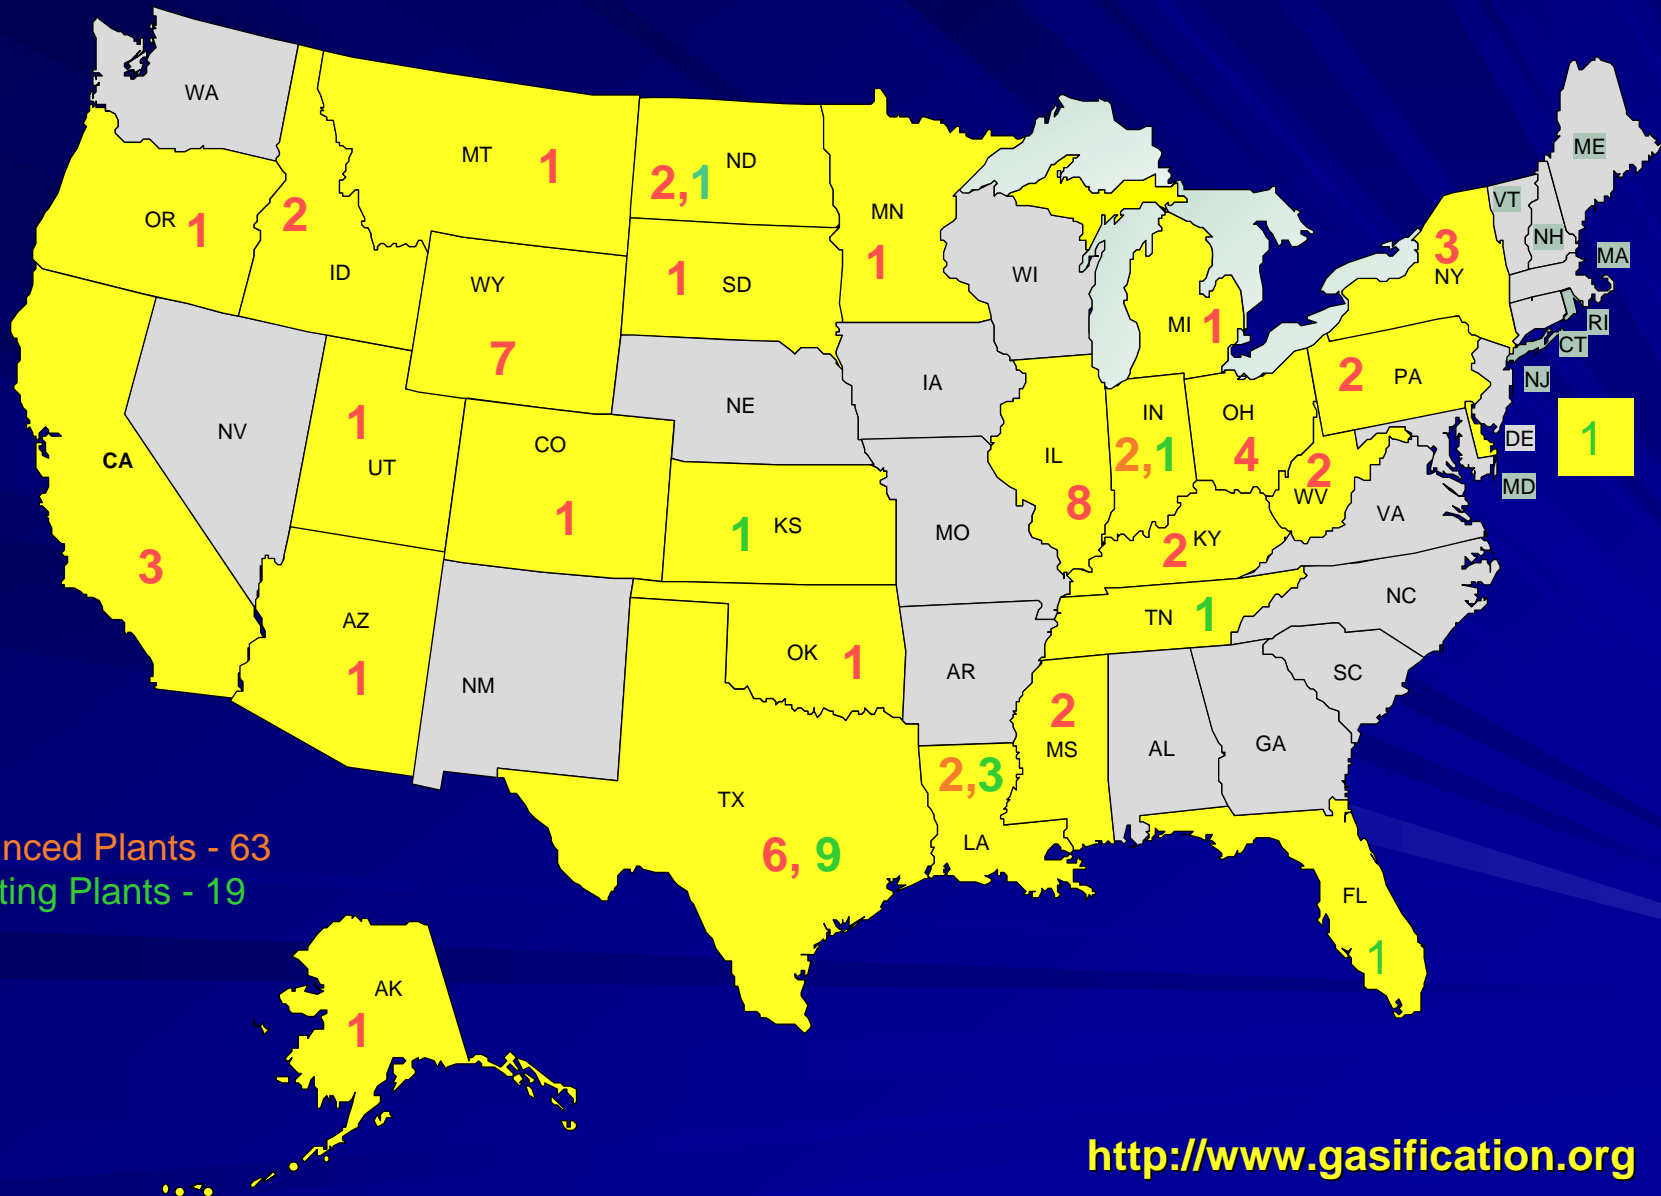 WA
ME
VT
MT 1
ND
2,1
NH
OR 1
2
MN
1
3
NY
MA
ID
WY
7
1 SD
WI
MI 1
RI
CT
2 PA
NJ
IA
NE
IN
2,1
OH
4
DE
1
MD
NV
1
UT
CO
1
CA
3
IL
8
2
WV
VA
1 KS
MO
2 KY
NC
AZ
1
TN 1
OK 1
AR
SC
NM
2
MS
AL
GA
2,3
LA
TX
6, 9
nced Plants - 63
ting Plants - 19
FL
1
AK
1
http://www.gasification.org